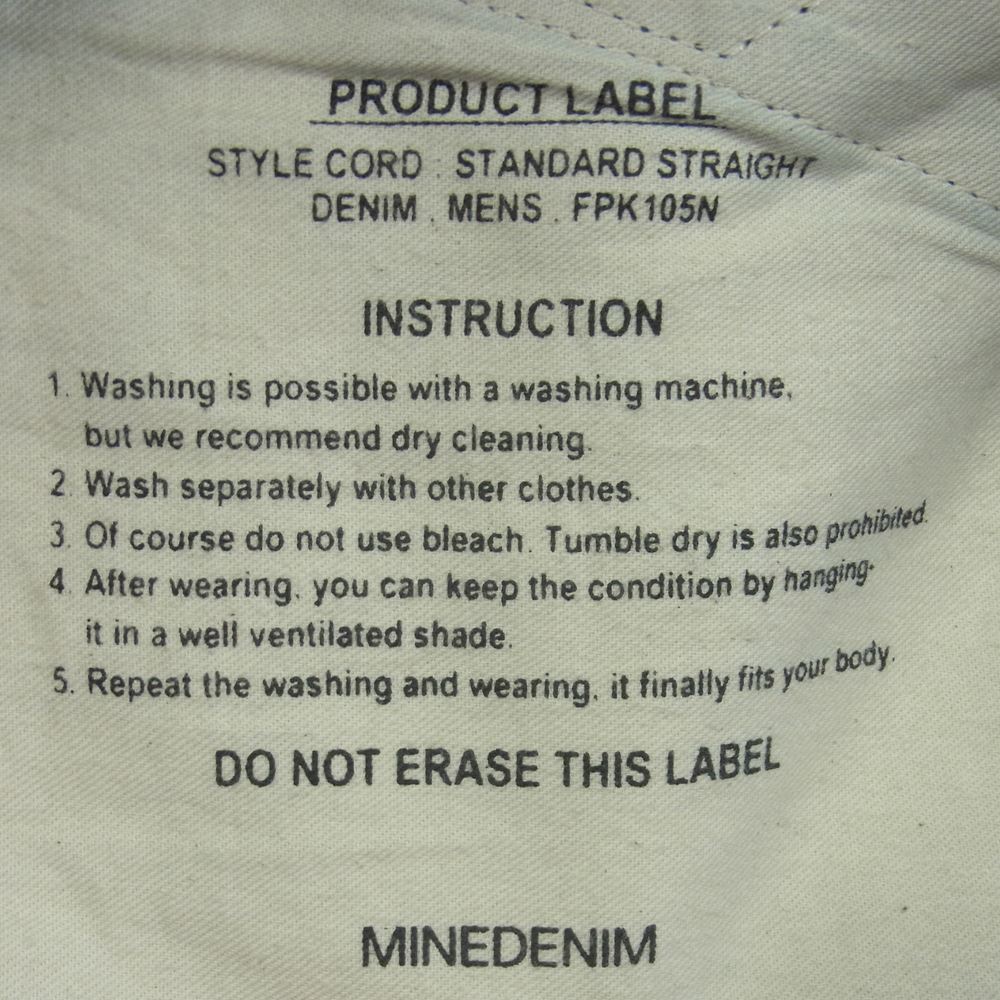 PRODUCT LABEL
STYLE CORD : STANDARD STRAIGHT
DENIM . MENS . FPK105N
INSTRUCTION
1. Washing is possible with a washing machine,
but we recommend dry cleaning.
2. Wash separately with other clothes.
3. Of course do not use bleach. Tumble dry is also prohibited.
4. After wearing, you can keep the condition by hanging
it in a well ventilated shade.
5. Repeat the washing and wearing, it finally fits your body.
DO NOT ERASE THIS LABEL
MINEDENIM